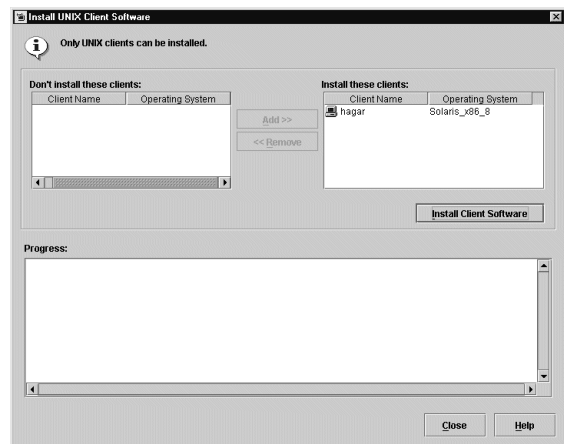 Install UNIX Client Software
Only UNIX clients can be installed.
Don't install these clients:
Client Name Operating System
Add >>
<< Remove
Install these clients:
Client Name Operating System
hagar Solaris_x86_8
Install Client Software
Progress:
Close Help